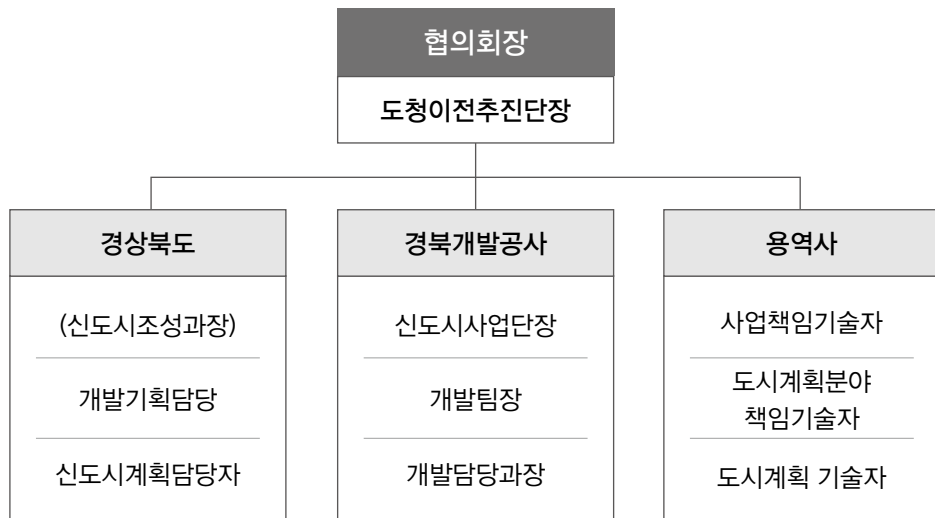 협의회장
도청이전추진단장
경상북도
(신도시조성과장)
개발기획담당
신도시계획담당자
경북개발공사
신도시사업단장
개발팀장
개발담당과장
용역사
사업책임기술자
도시계획분야
책임기술자
도시계획 기술자